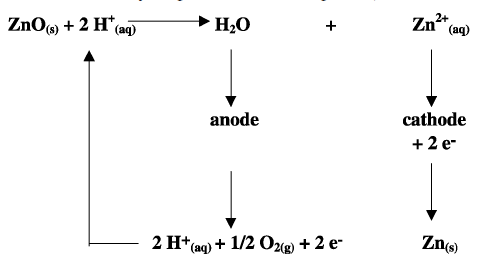 ZnO(s) + 2 H⁺(aq) H₂O + Zn²⁺(aq)
anode cathode
+ 2 e-
2 H+(aq) + 1/2 O₂(g) + 2 e- Zn(s)